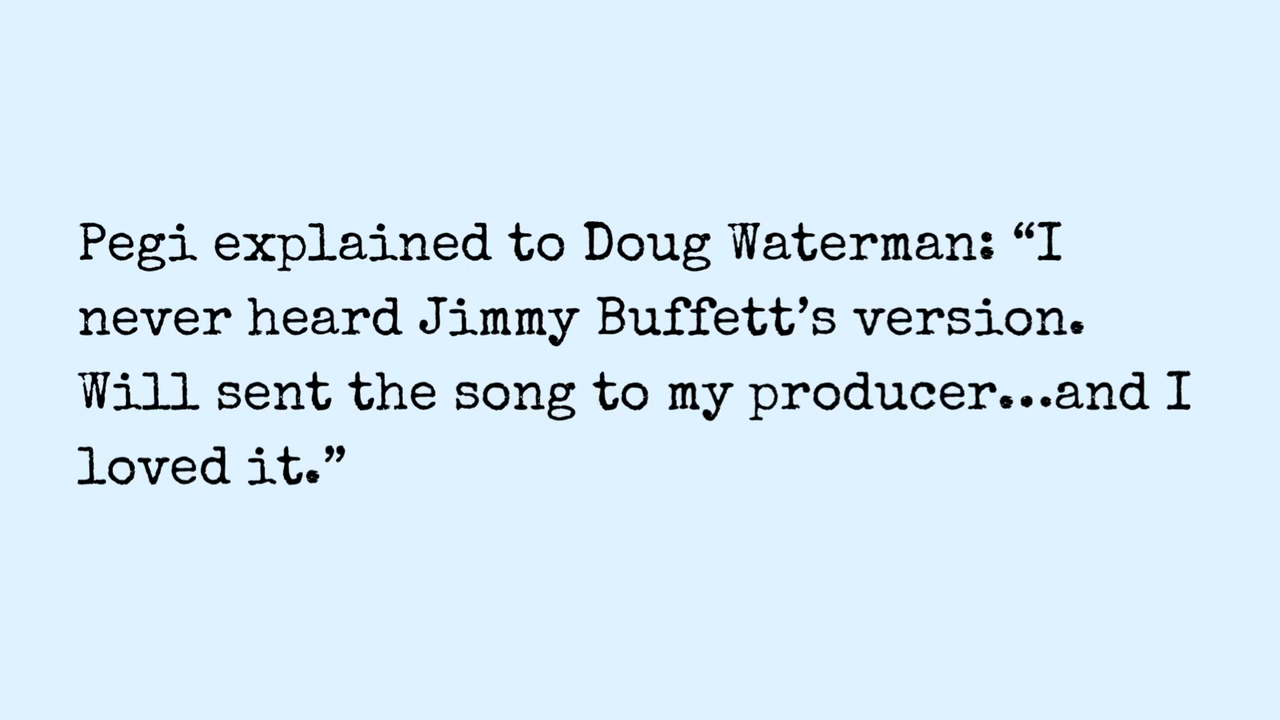 Pegi explained to Doug Waterman: “I
never heard Jimmy Buffett’s version.
Will sent the song to my producer...and I
loved it.”